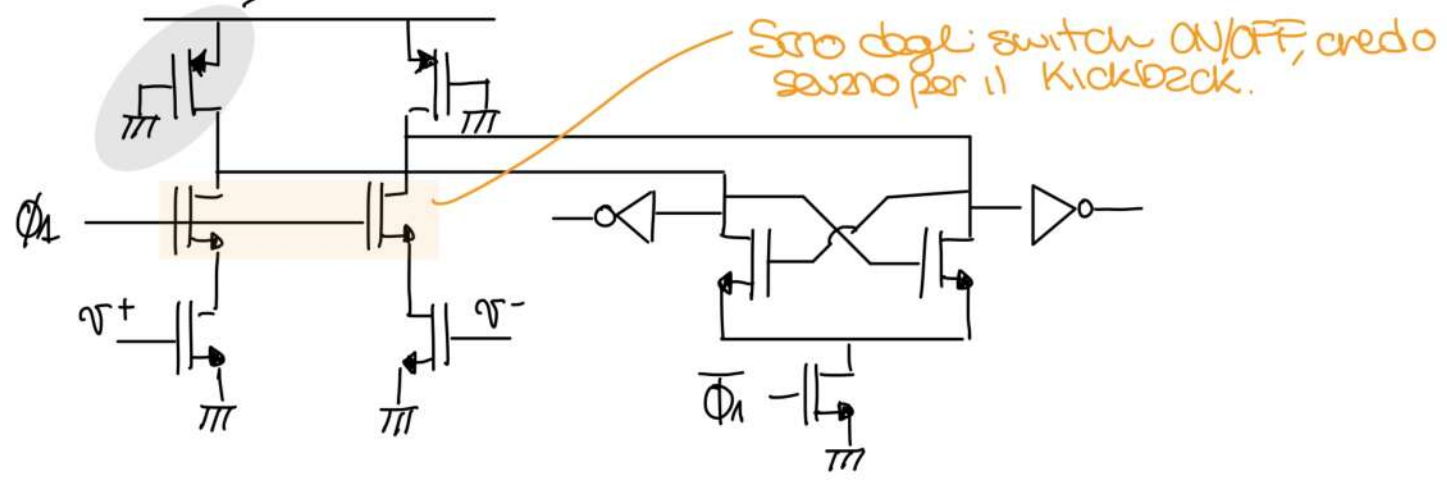 Sono degli switch ON/OFF, credo
servano per il Kickback.
Φ1
v+
v-
Φ1